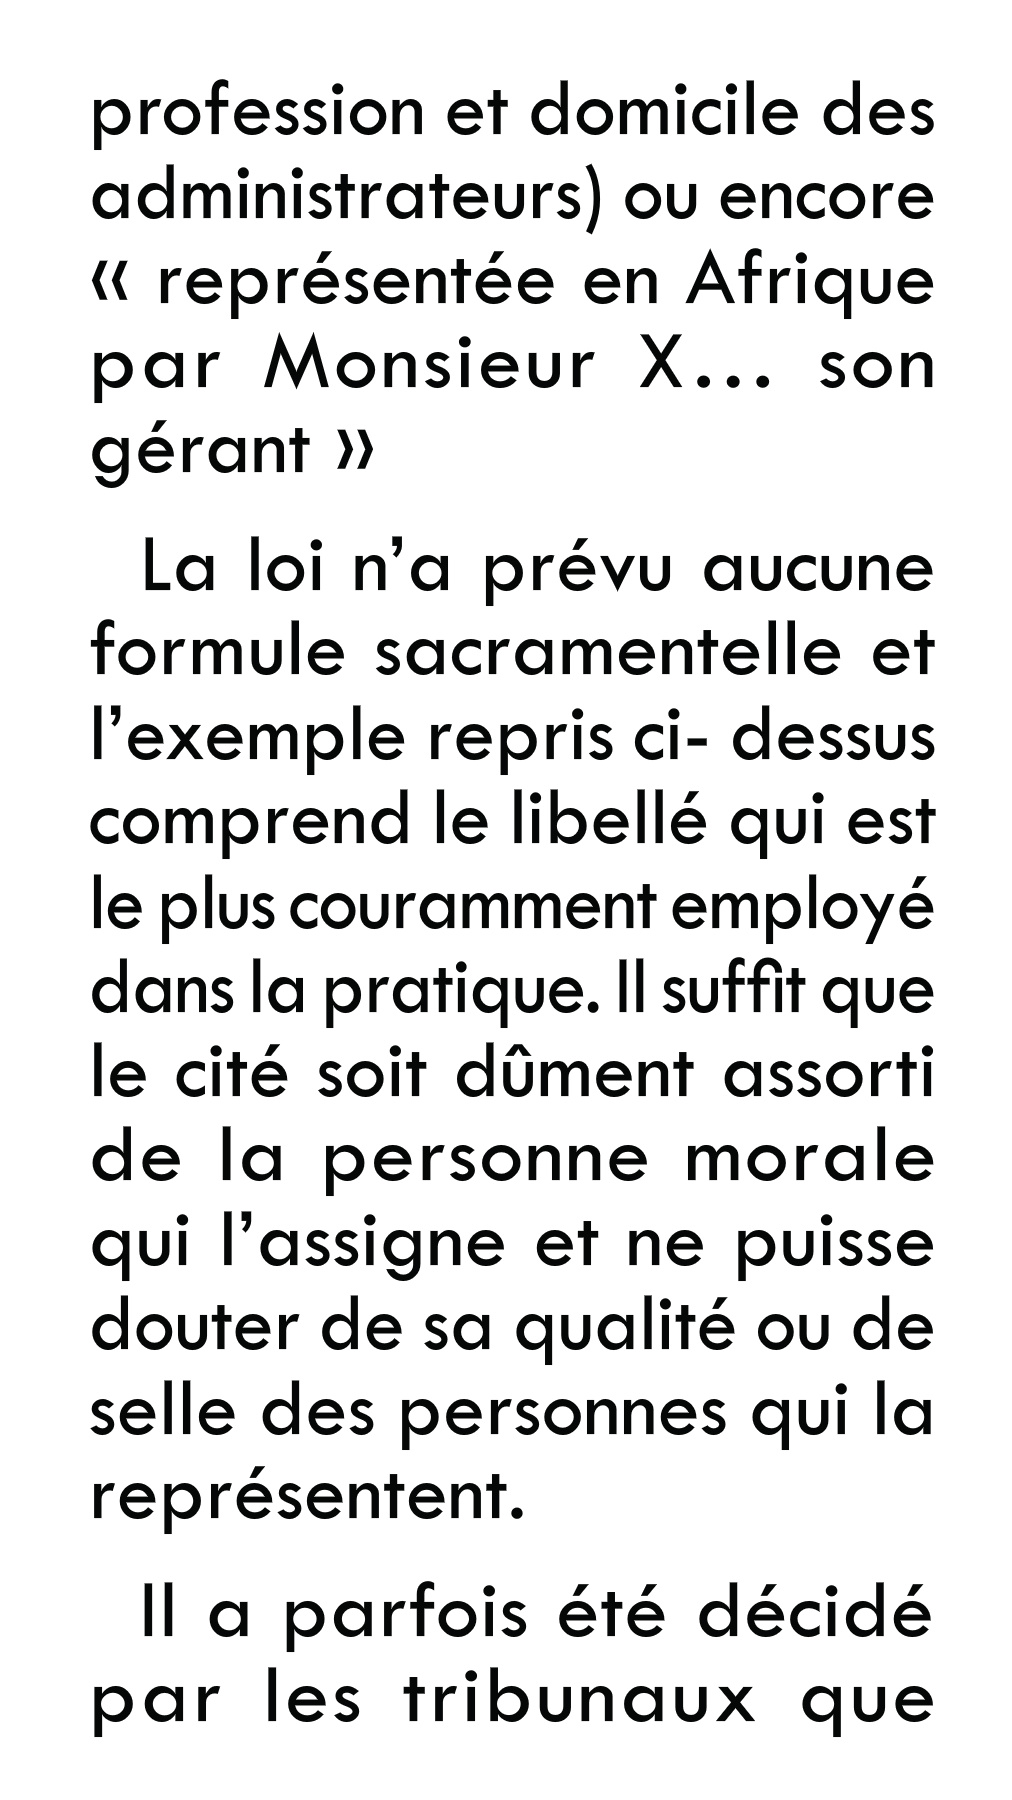 profession et domicile des
administrateurs) ou encore
« représentée en Afrique
par Monsieur X… son
gérant »
La loi n’a prévu aucune
formule sacramentelle et
l’exemple repris ci- dessus
comprend le libellé qui est
le plus couramment employé
dans la pratique. Il suffit que
le cité soit dûment assorti
de la personne morale
qui l’assigne et ne puisse
douter de sa qualité ou de
selle des personnes qui la
représentent.
Il a parfois été décidé
par les tribunaux que